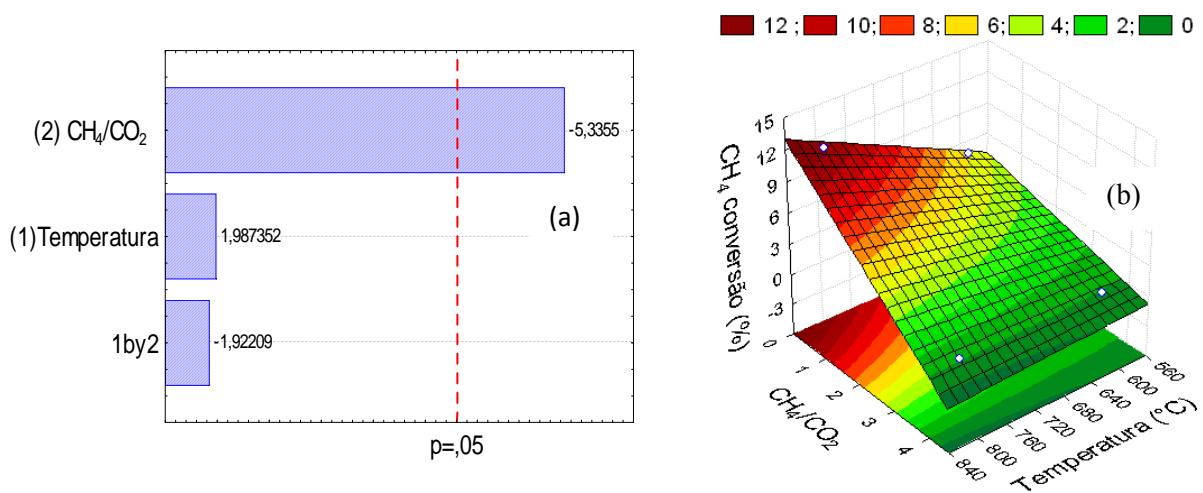 (2) CH₄/CO₂
-5,3355
(1)Temperatura
1,987352
1by2
-1,92209
p=,05
(a)
12 ; 10; 8; 6; 4; 2; 0
15
12
9
6
3
0
-3
CH₄ conversão (%)
(b)
0
1
2
3
4
CH₄/CO₂
840
800
760
720
680
640
600
560
Temperatura (°C)